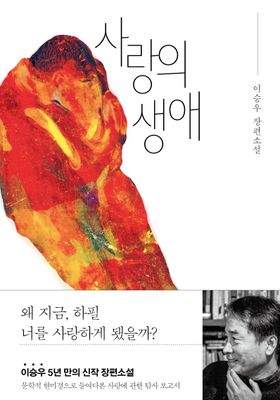 사랑의
생애
이승우 장편소설
왜 지금, 하필
너를 사랑하게 됐을까?
이승우 5년 만의 신작 장편소설
문학적 현미경으로 들여다본 사랑에 관한 탐사 보고서